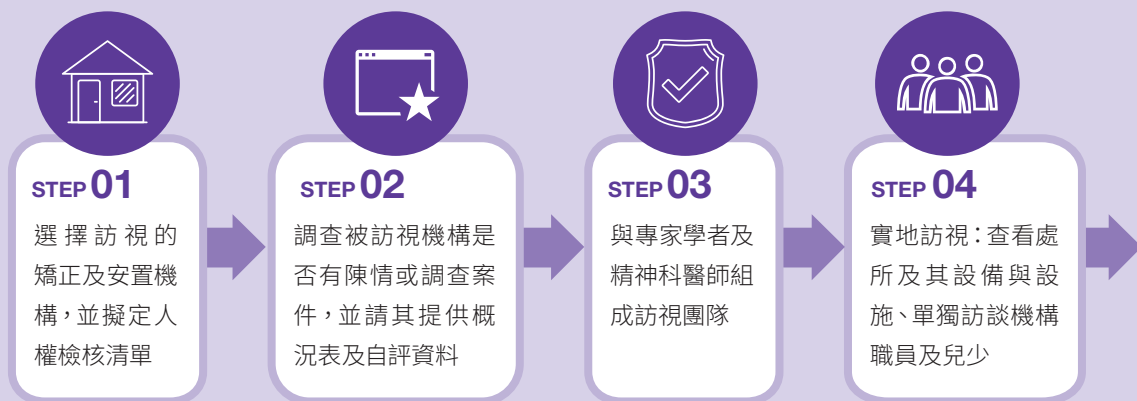 STEP 01
選擇訪視的
矯正及安置機
構，並擬定人
權檢核清單
STEP 02
調查被訪視機構是
否有陳情或調查案
件，並請其提供概
況表及自評資料
STEP 03
與專家學者及
精神科醫師組
成訪視團隊
STEP 04
實地訪視：查看處
所及其設備與設
施、單獨訪談機構
職員及兒少